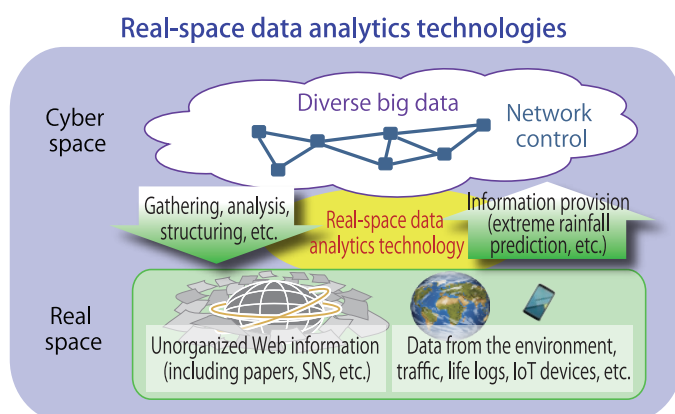 Real-space data analytics technologies
Cyber
space
Diverse big data
Network
control
Gathering, analysis,
structuring, etc.
Real-space data
analytics technology
Information provision
(extreme rainfall
prediction, etc.)
Real
space
Unorganized Web information
(including papers, SNS, etc.)
Data from the environment,
traffic, life logs, IoT devices, etc.